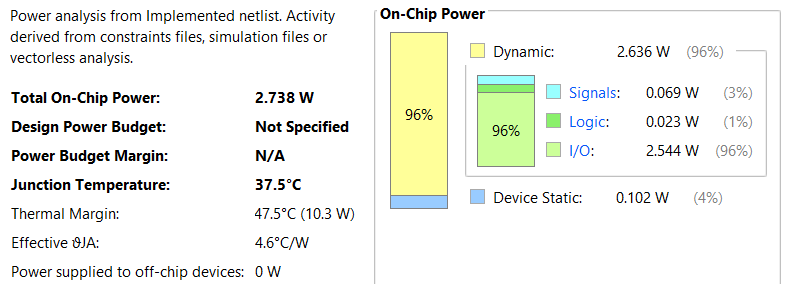 Power analysis from Implemented netlist. Activity
derived from constraints files, simulation files or
vectorless analysis.
Total On-Chip Power: 2.738 W
Design Power Budget: Not Specified
Power Budget Margin: N/A
Junction Temperature: 37.5°C
Thermal Margin: 47.5°C (10.3 W)
Effective ϑJA: 4.6°C/W
Power supplied to off-chip devices: 0 W
On-Chip Power
96%
Dynamic: 2.636 W (96%)
96%
Signals: 0.069 W (3%)
Logic: 0.023 W (1%)
I/O: 2.544 W (96%)
Device Static: 0.102 W (4%)